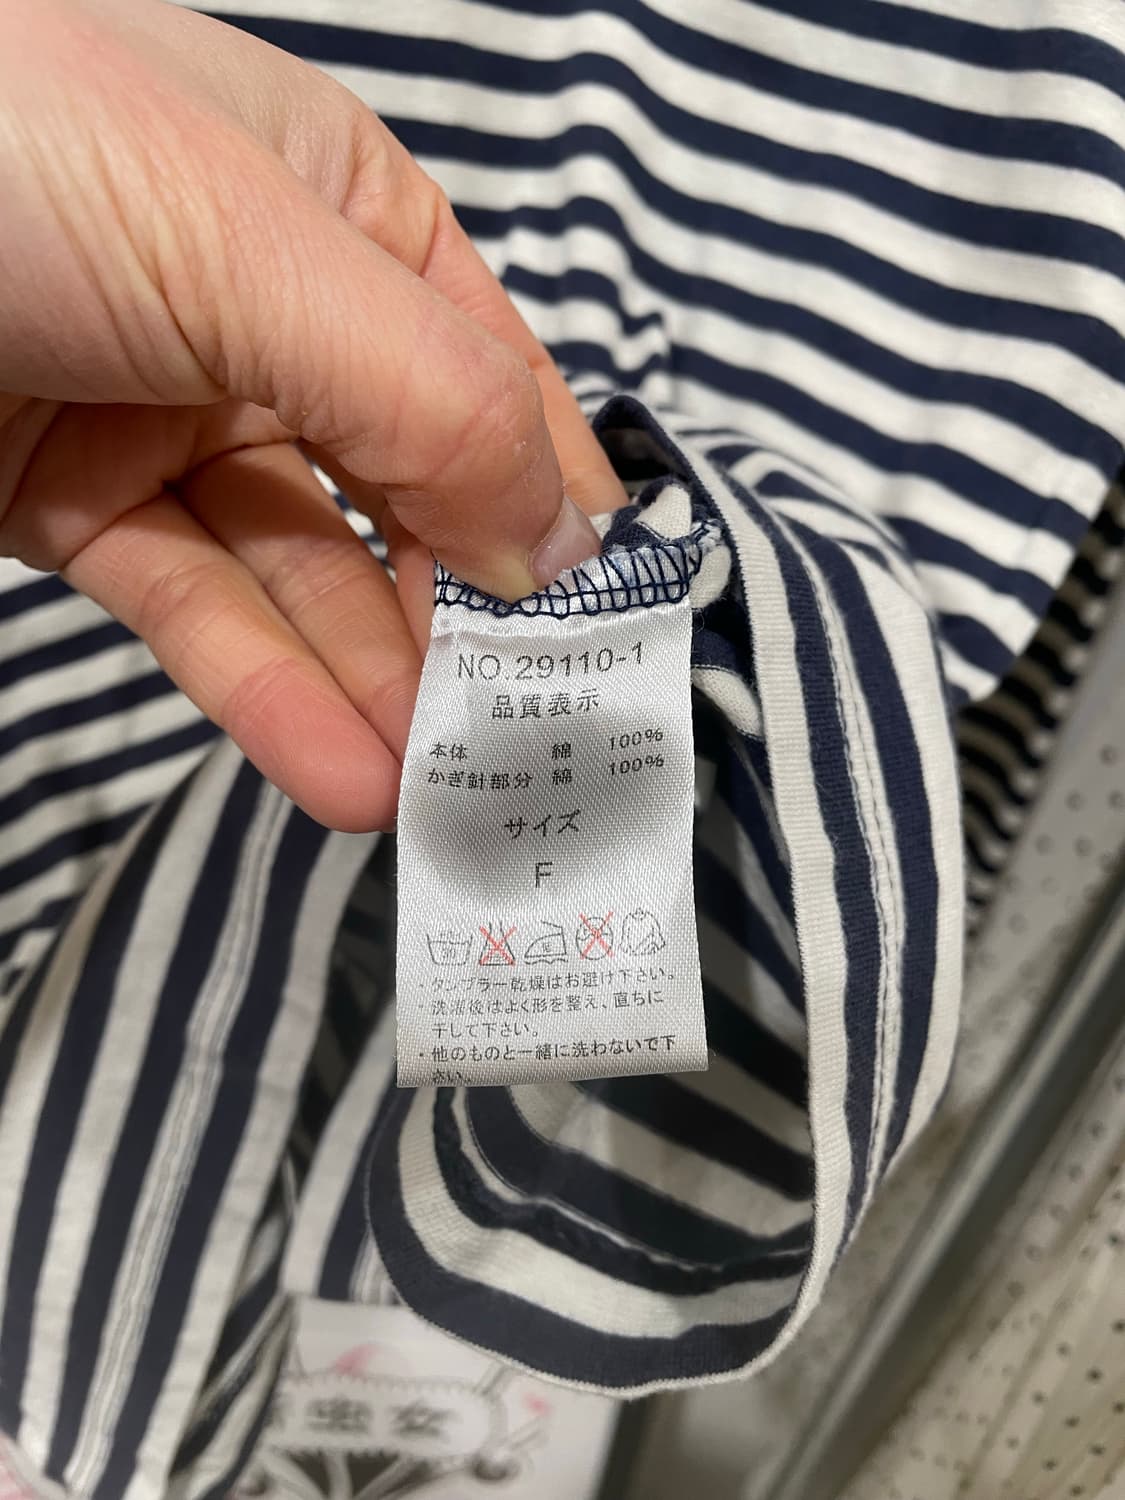 NO.29110-1
品質表示
本体 綿 100%
かぎ針部分 綿 100%
サイズ
F
・タンブラー乾燥はお避け下さい。
・洗濯後はよく形を整え、直ちに
干して下さい。
・他のものと一緒に洗わないで下
さい。
虫女